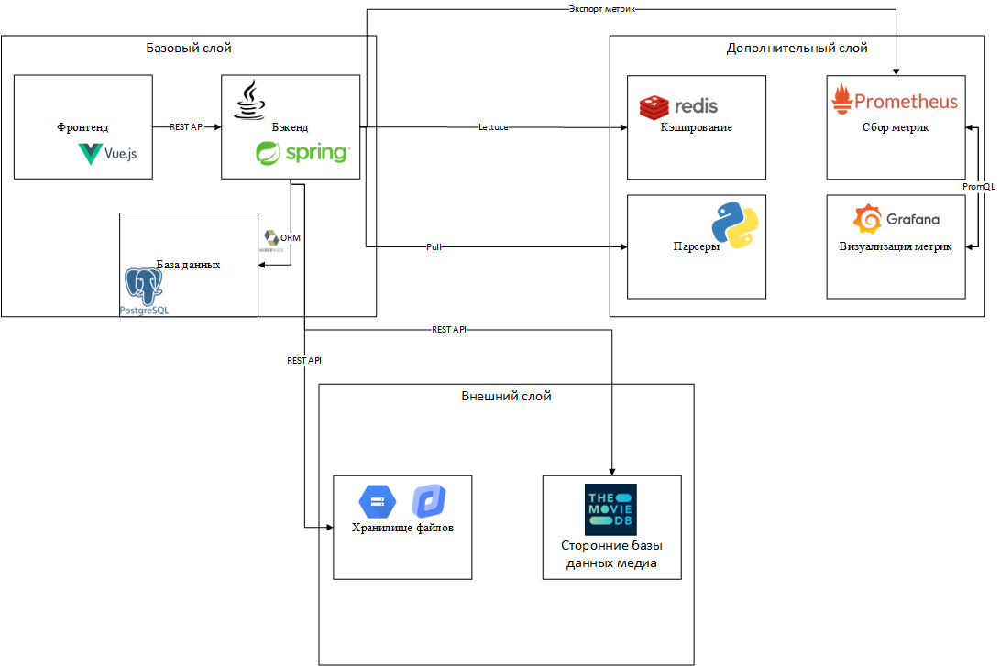 Экспорт метрик
Базовый слой
Фронтенд
Vue.js
REST API
Бэкенд
spring
ORM
HIBERNATE
База данных
PostgreSQL
Lettuce
Pull
Дополнительный слой
redis
Кэширование
Prometheus
Сбор метрик
PromQL
Парсеры
Grafana
Визуализация метрик
REST API
REST API
Внешний слой
Хранилище файлов
THE
MOVIE
DB
Сторонние базы
данных медиа